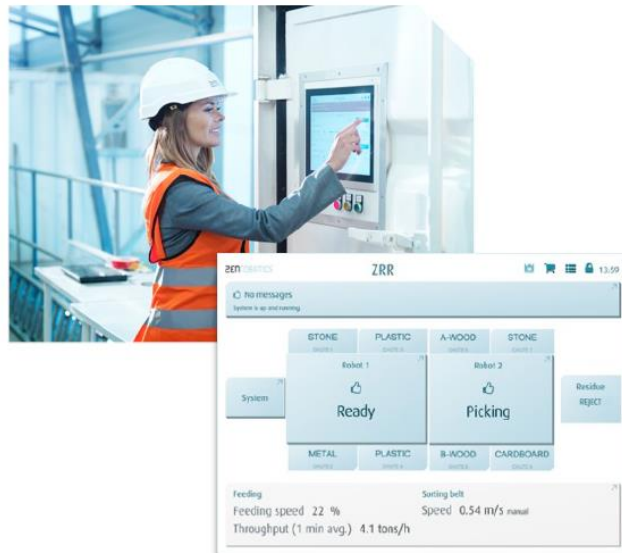 ZENROBOTICS
ZRR
13:59
No messages
System is up and running
STONE PLASTIC A-WOOD STONE
Robot 1 Robot 2
System
Ready Picking
Residue
REJECT
METAL PLASTIC B-WOOD CARDBOARD
Feeding Sorting belt
Feeding speed 22 % Speed 0.54 m/s manual
Throughput (1 min avg.) 4.1 tons/h